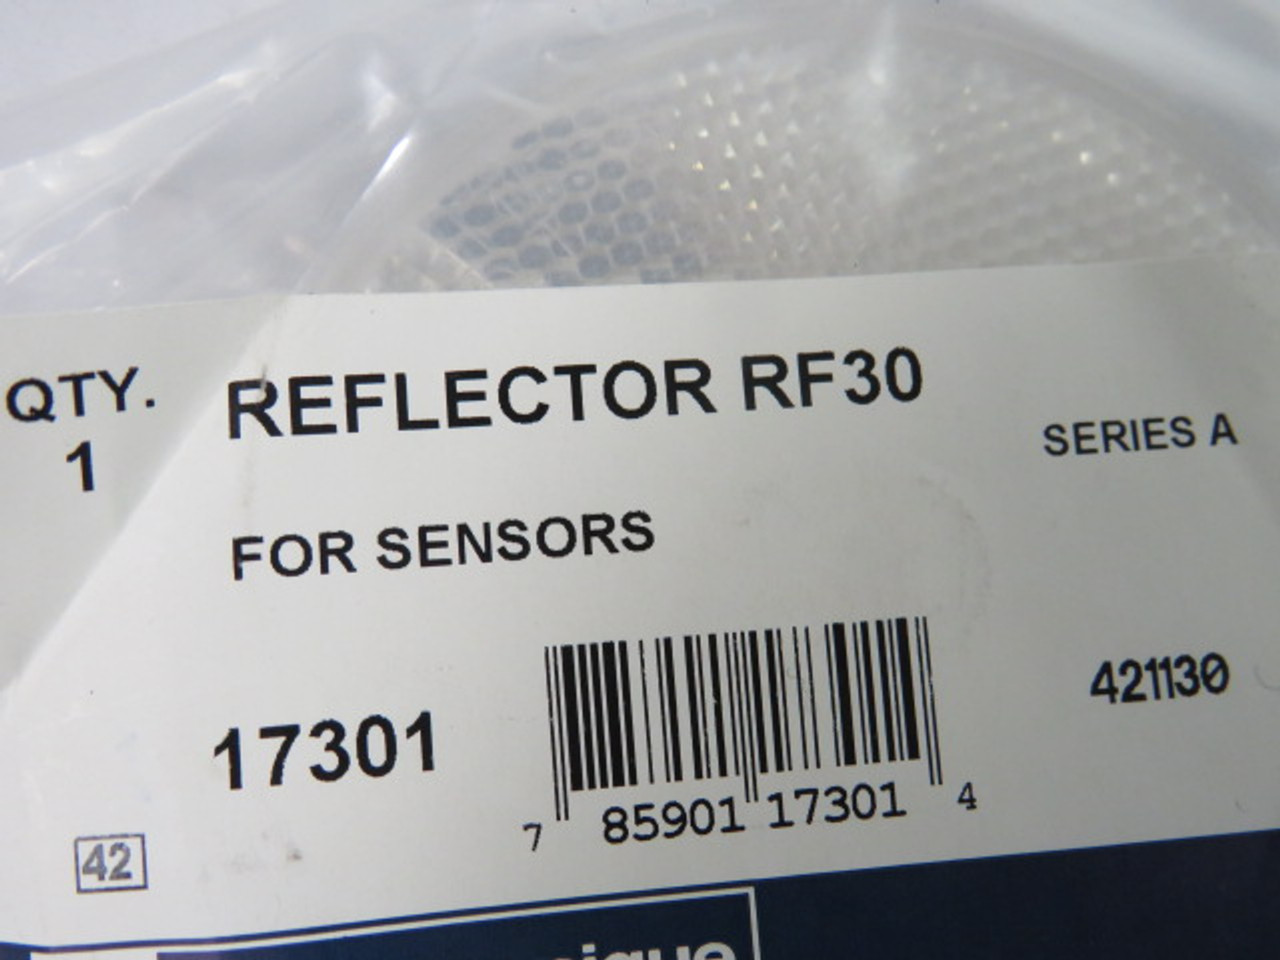 QTY.
1
REFLECTOR RF30
SERIES A
FOR SENSORS
17301
421130
7 85901 17301 4
42